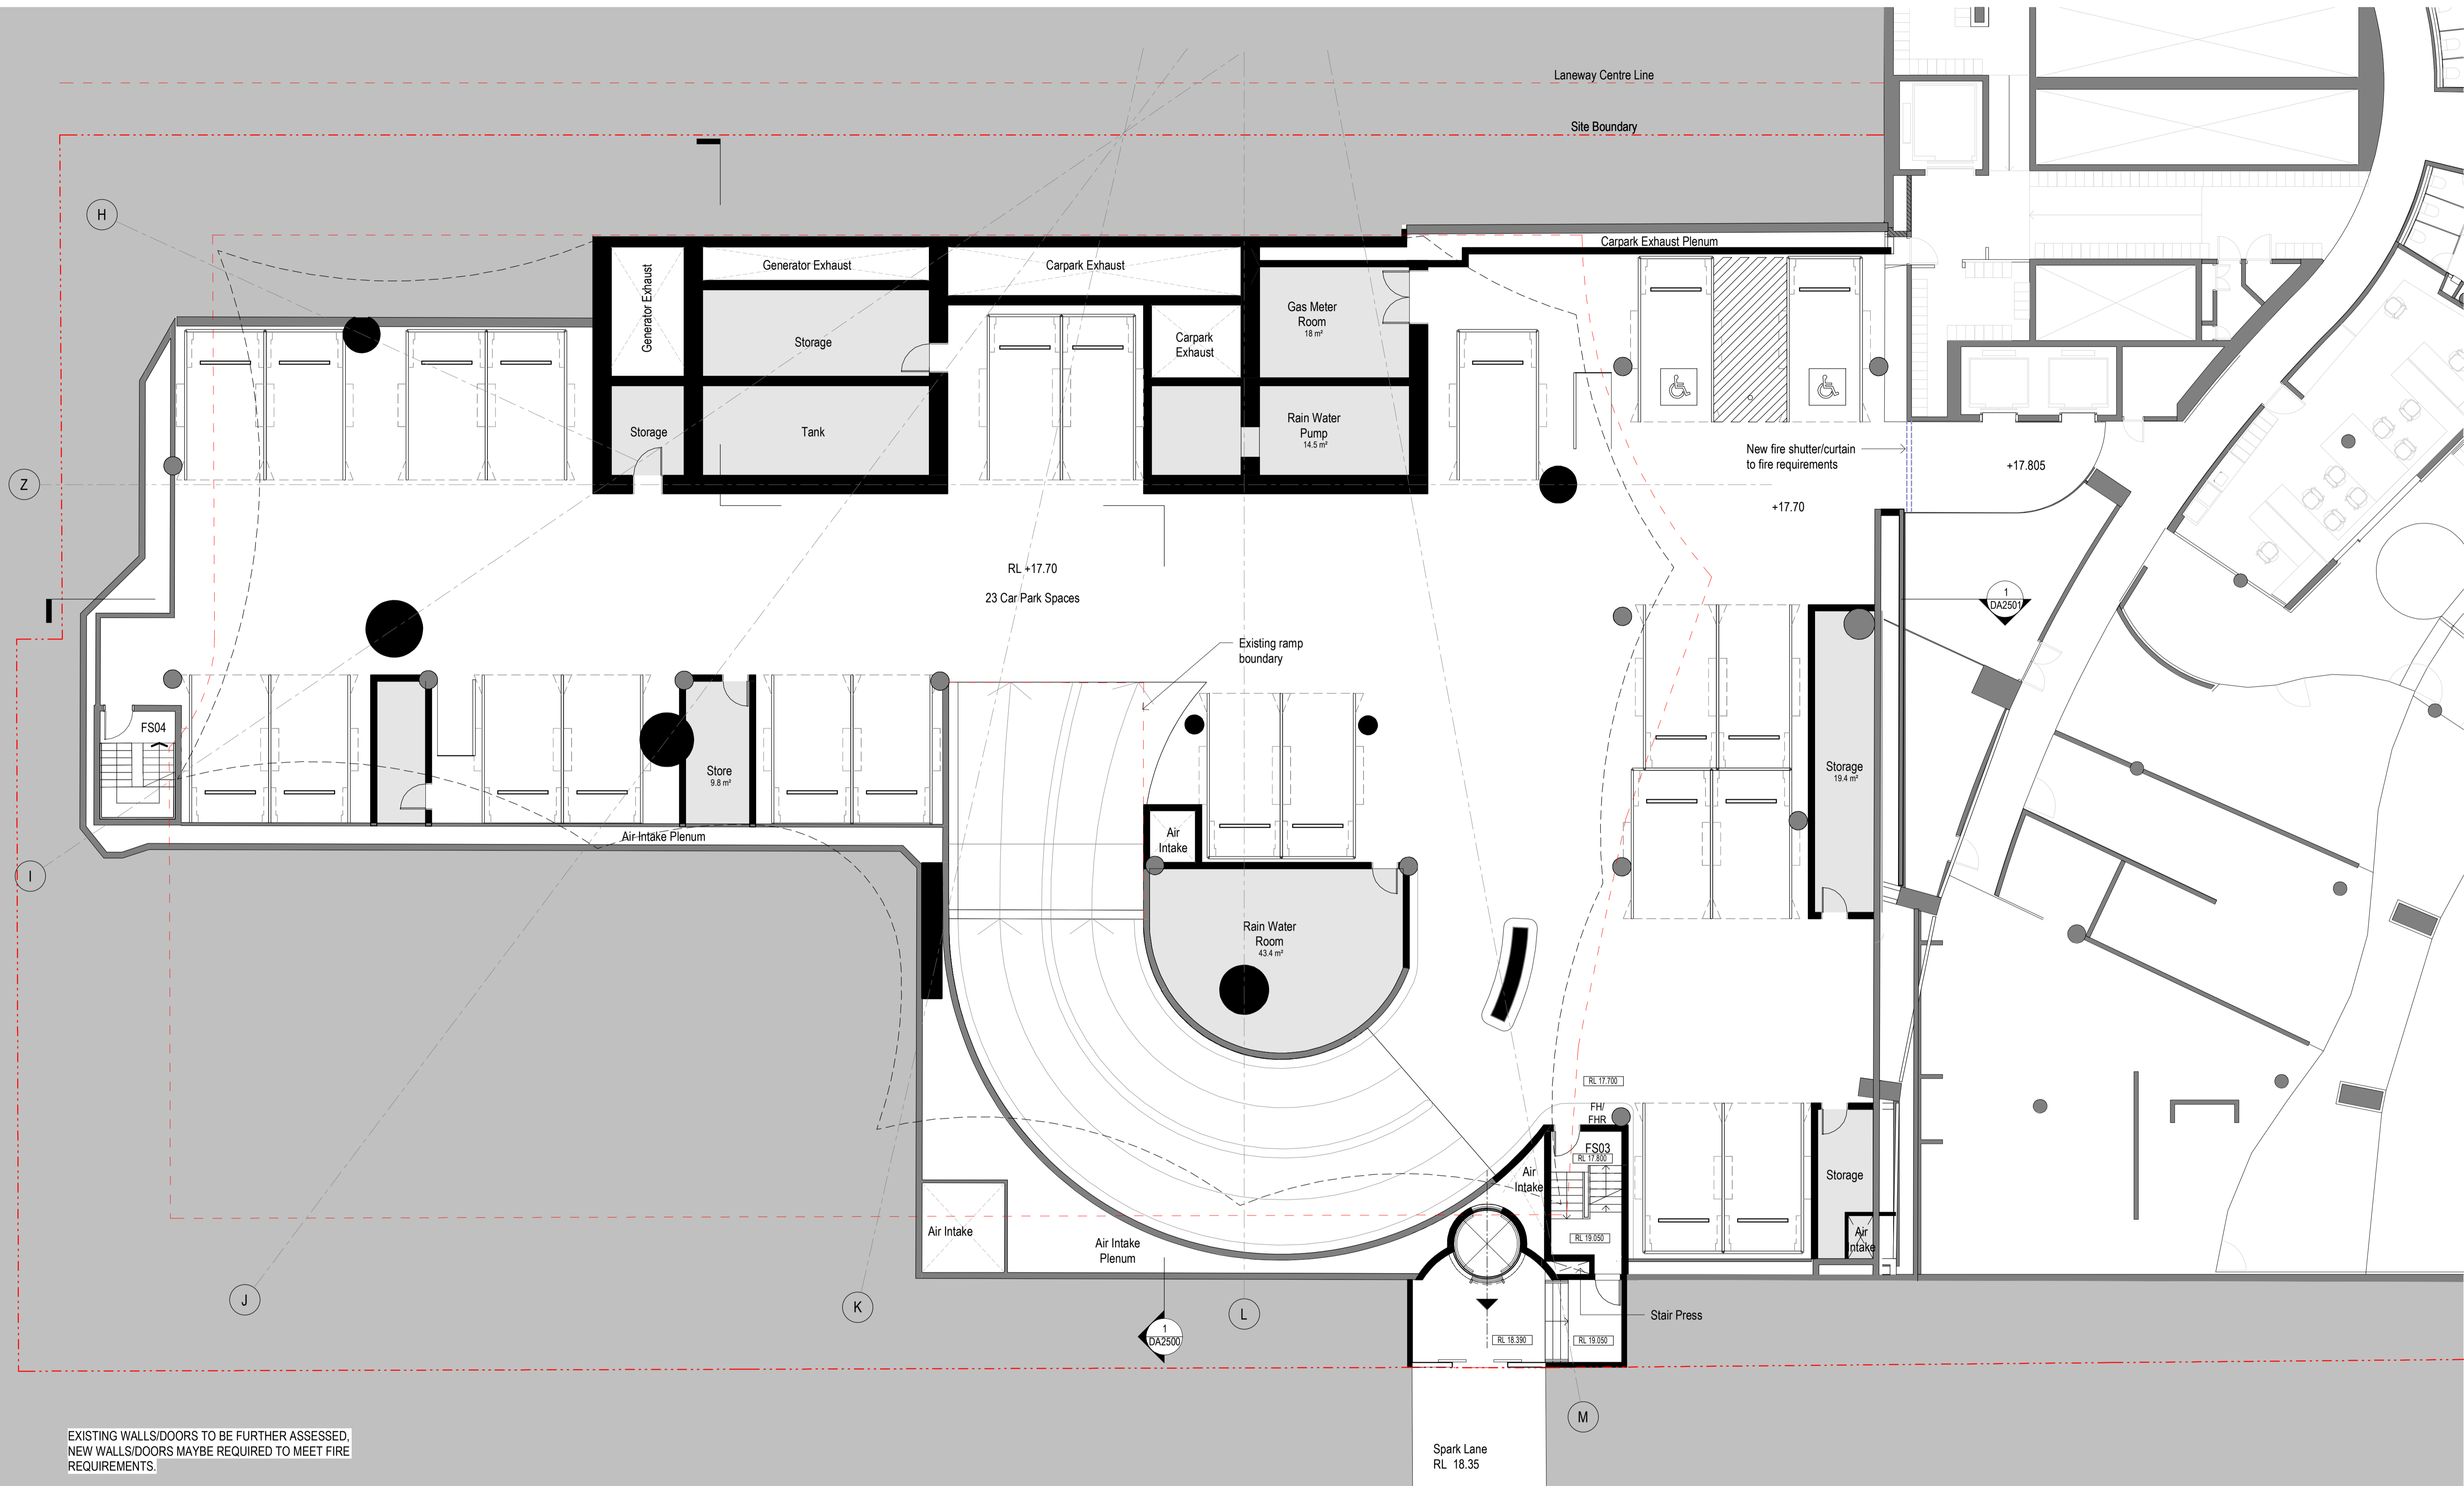 Laneway Centre Line
Site Boundary
H
Carpark Exhaust Plenum
Generator Exhaust
Generator Exhaust
Carpark Exhaust
Gas Meter
Room
18 m²
Storage
Carpark
Exhaust
Storage
Tank
Rain Water
Pump
14.5 m²
New fire shutter/curtain
to fire requirements
+17.805
Z
+17.70
RL +17.70
23 Car Park Spaces
1
DA2501
Existing ramp
boundary
FS04
Store
9.8 m²
Storage
19.4 m²
Air Intake Plenum
Air
Intake
I
Rain Water
Room
43.4 m²
RL 17.700
FH/
FHR
FS03
RL 17.800
Air
Intake
Storage
Air Intake
Air Intake
Plenum
RL 19.050
Air
Intake
J
K
L
Stair Press
1
DA2500
RL 18.390
RL 19.050
M
EXISTING WALLS/DOORS TO BE FURTHER ASSESSED,
NEW WALLS/DOORS MAYBE REQUIRED TO MEET FIRE
REQUIREMENTS.
Spark Lane
RL 18.35